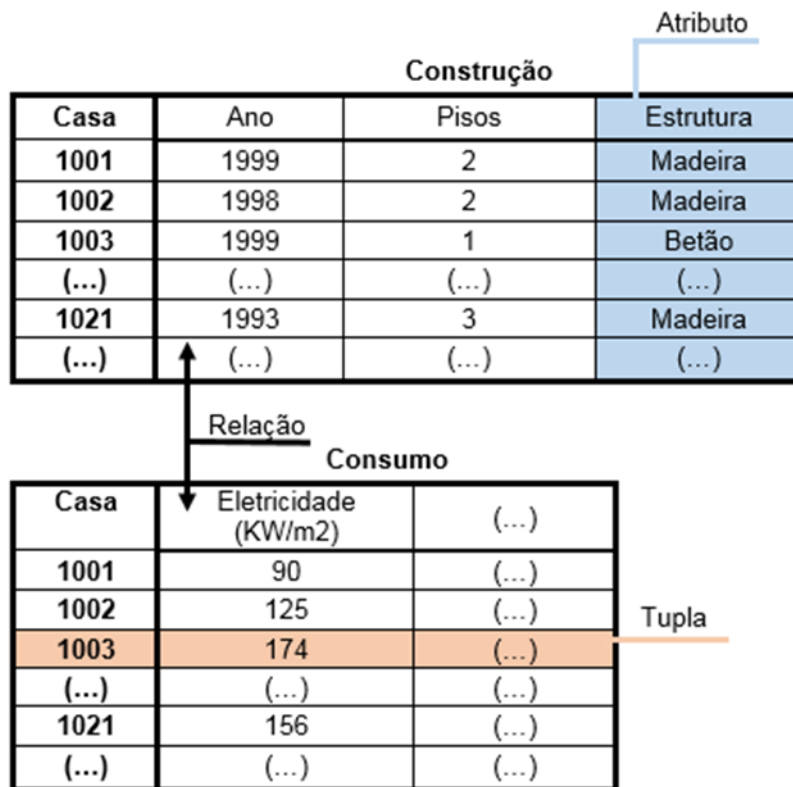 Atributo
Construção
Casa Ano Pisos Estrutura
1001 1999 2 Madeira
1002 1998 2 Madeira
1003 1999 1 Betão
(...) (...) (...) (...)
1021 1993 3 Madeira
(...) (...) (...) (...)
Relação
Consumo
Casa Eletricidade (...)
(KW/m2)
1001 90 (...)
1002 125 (...)
Tupla
1003 174 (...)
(...) (...) (...)
1021 156 (...)
(...) (...) (...)